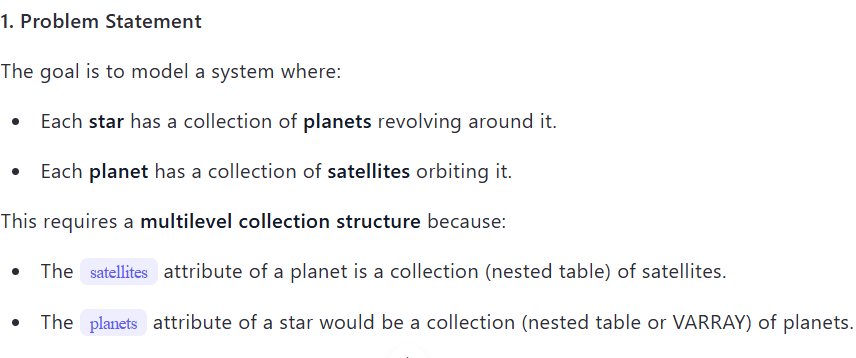 1. Problem Statement
The goal is to model a system where:
• Each star has a collection of planets revolving around it.
• Each planet has a collection of satellites orbiting it.
This requires a multilevel collection structure because:
• The satellites attribute of a planet is a collection (nested table) of satellites.
• The planets attribute of a star would be a collection (nested table or VARRAY) of planets.